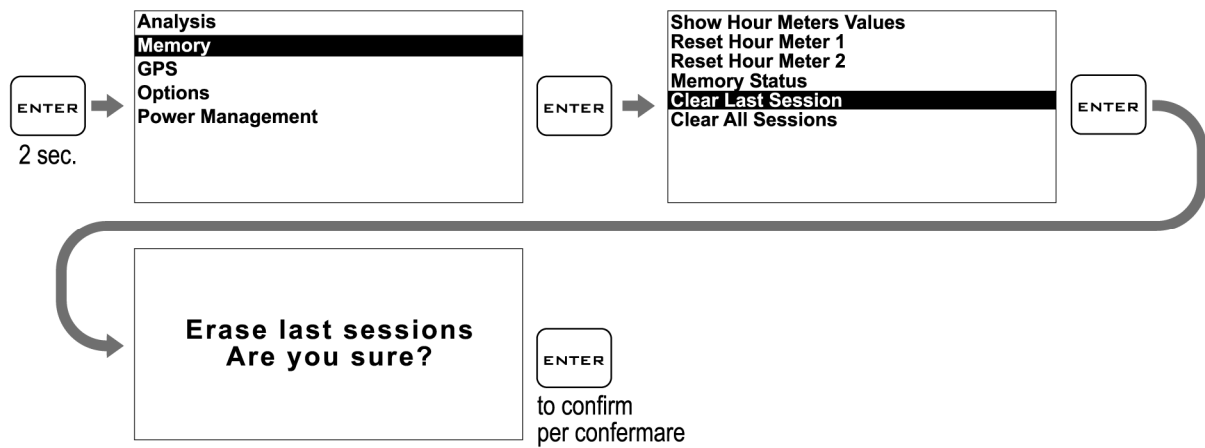 ENTER
2 sec.
Analysis
Memory
GPS
Options
Power Management
ENTER
Show Hour Meters Values
Reset Hour Meter 1
Reset Hour Meter 2
Memory Status
Clear Last Session
Clear All Sessions
ENTER
Erase last sessions
Are you sure?
ENTER
to confirm
per confermare